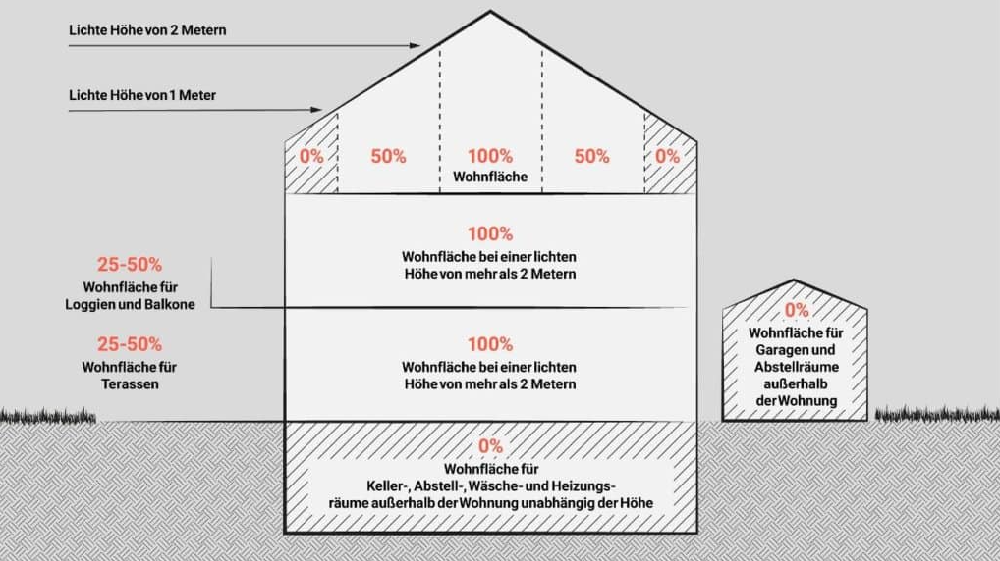 Lichte Höhe von 2 Metern
Lichte Höhe von 1 Meter
0% 50% 100% 50% 0%
Wohnfläche
100%
Wohnfläche bei einer lichten
Höhe von mehr als 2 Metern
25-50%
Wohnfläche für
Loggien und Balkone
25-50%
Wohnfläche für
Terassen
100%
Wohnfläche bei einer lichten
Höhe von mehr als 2 Metern
0%
Wohnfläche für
Garagen und
Abstellräume
außerhalb
der Wohnung
0%
Wohnfläche für
Keller-, Abstell-, Wäsche- und Heizungs-
räume außerhalb der Wohnung unabhängig der Höhe